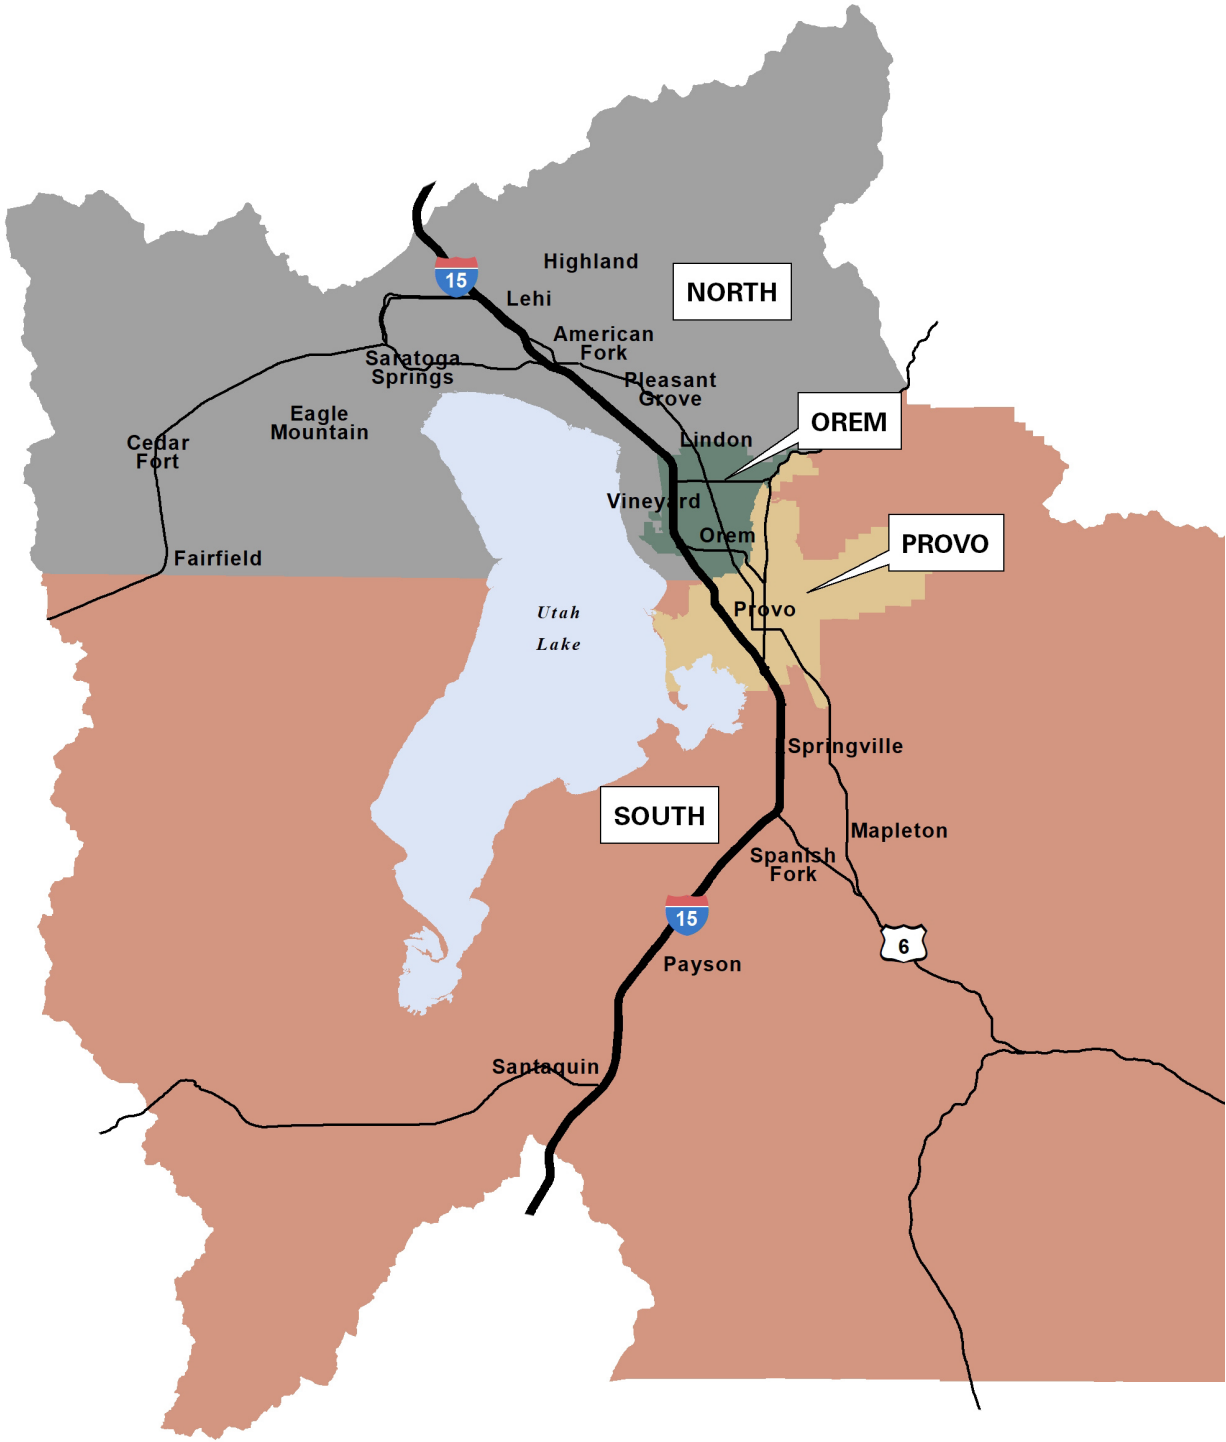 Highland
15
NORTH
Lehi
American
Fork
Saratoga
Springs
Pleasant
Grove
Eagle
Mountain
OREM
Cedar
Fort
Lindon
Vineyard
Orem
PROVO
Fairfield
Utah
Lake
Provo
Springville
SOUTH
Mapleton
Spanish
Fork
15
6
Payson
Santaquin